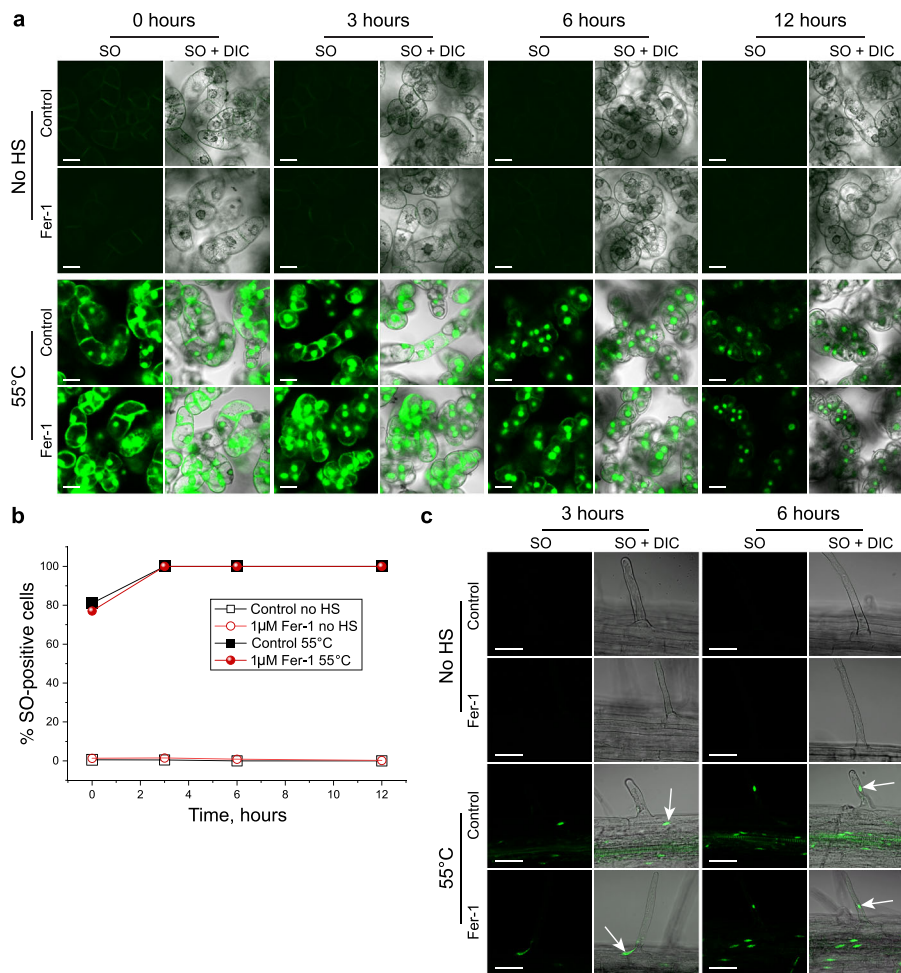 a
0 hours
3 hours
6 hours
12 hours
SO
SO + DIC
SO
SO + DIC
SO
SO + DIC
SO
SO + DIC
No HS
Control
Fer-1
55°C
Control
Fer-1
b
% SO-positive cells
100
80
60
40
20
0
Control no HS
1µM Fer-1 no HS
Control 55°C
1µM Fer-1 55°C
0
2
4
6
8
10
12
Time, hours
c
3 hours
6 hours
SO
SO + DIC
SO
SO + DIC
No HS
Control
Fer-1
55°C
Control
Fer-1